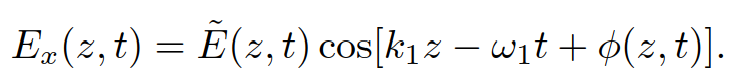 $E_x(z,t) = \tilde{E}(z,t)\cos[k_1 z - \omega_1 t + \phi(z,t)].$